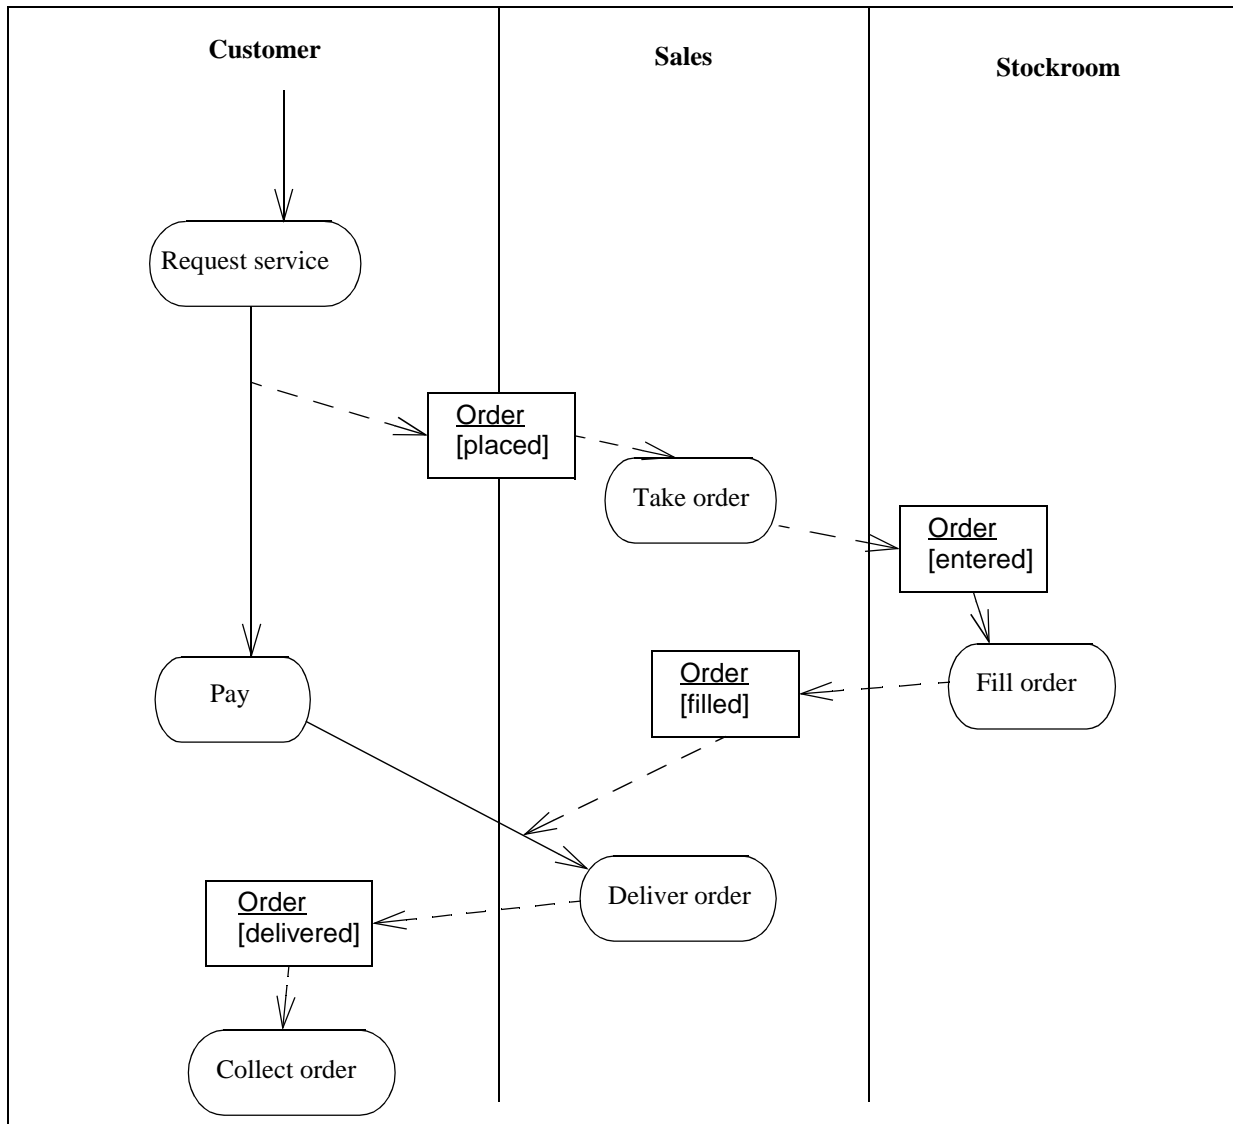 Customer
Sales
Stockroom
Request service
Order
[placed]
Take order
Order
[entered]
Pay
Order
[filled]
Fill order
Order
[delivered]
Deliver order
Collect order